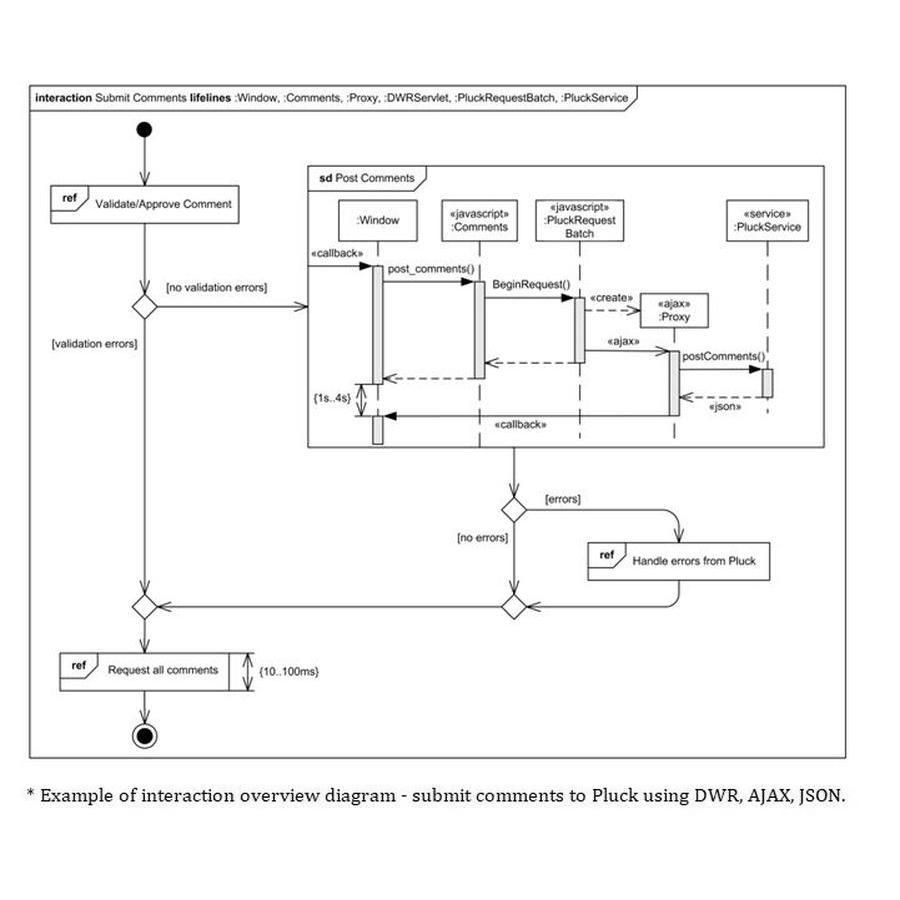 interaction Submit Comments lifelines :Window, :Comments, :Proxy, :DWRServlet, :PluckRequestBatch, :PluckService
ref
Validate/Approve Comment
[no validation errors]
[validation errors]
sd Post Comments
:Window
«javascript»
:Comments
«javascript»
:PluckRequest
Batch
«service»
:PluckService
«callback»
post_comments()
BeginRequest()
«create»
«ajax»
:Proxy
«ajax»
postComments()
{1s..4s}
«json»
«callback»
[errors]
[no errors]
ref
Handle errors from Pluck
ref
Request all comments
{10..100ms}
* Example of interaction overview diagram - submit comments to Pluck using DWR, AJAX, JSON.